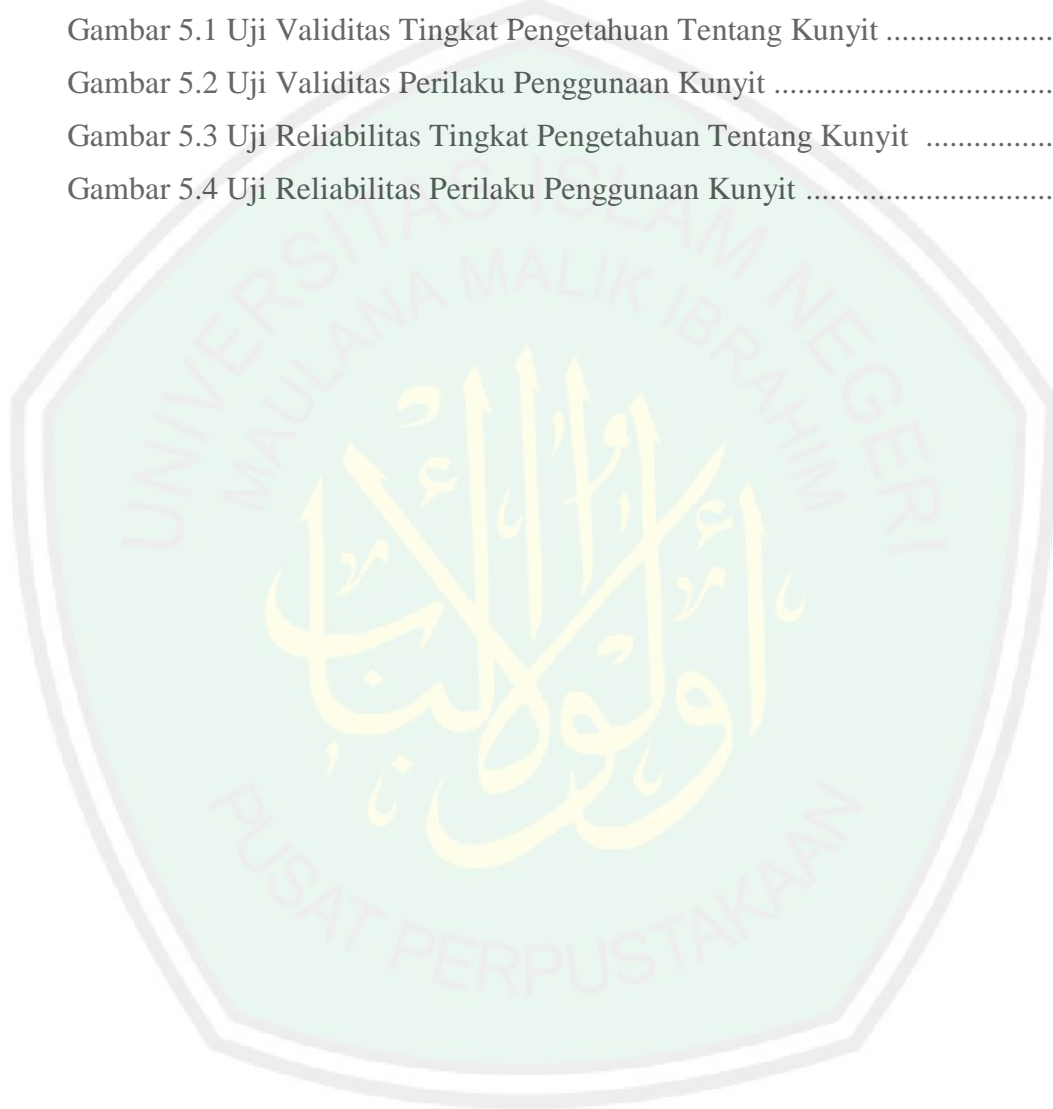 Gambar 5.1 Uji Validitas Tingkat Pengetahuan Tentang Kunyit ....................
Gambar 5.2 Uji Validitas Perilaku Penggunaan Kunyit .................................
Gambar 5.3 Uji Reliabilitas Tingkat Pengetahuan Tentang Kunyit ...............
Gambar 5.4 Uji Reliabilitas Perilaku Penggunaan Kunyit .............................
UNIVERSITAS ISLAM NEGERI
MAULANA MALIK IBRAHIM
أولوا الألباب
PUSAT PERPUSTAKAAN